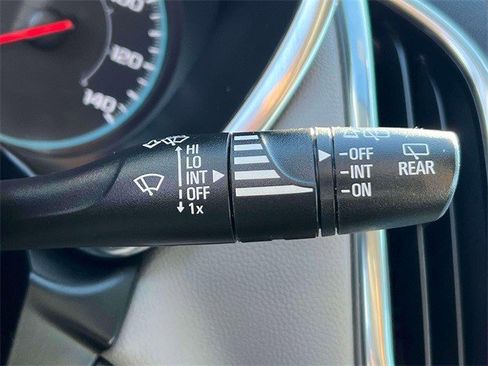 120
140
HI
LO
INT
OFF
1x
-OFF
-INT
-ON
REAR